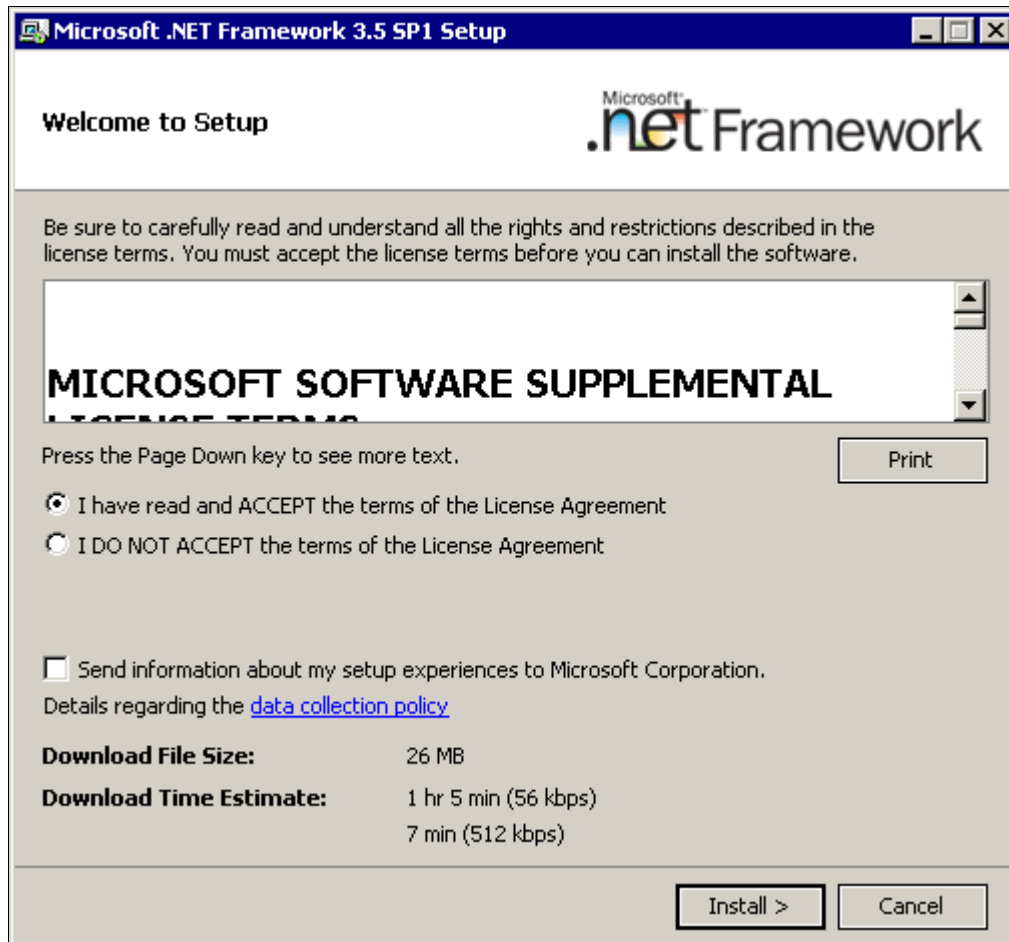 Microsoft .NET Framework 3.5 SP1 Setup
Welcome to Setup
Microsoft
.net Framework
Be sure to carefully read and understand all the rights and restrictions described in the
license terms. You must accept the license terms before you can install the software.
MICROSOFT SOFTWARE SUPPLEMENTAL
LICENSE TERMS
Press the Page Down key to see more text.
Print
I have read and ACCEPT the terms of the License Agreement
I DO NOT ACCEPT the terms of the License Agreement
Send information about my setup experiences to Microsoft Corporation.
Details regarding the data collection policy
Download File Size: 26 MB
Download Time Estimate: 1 hr 5 min (56 kbps)
7 min (512 kbps)
Install >
Cancel